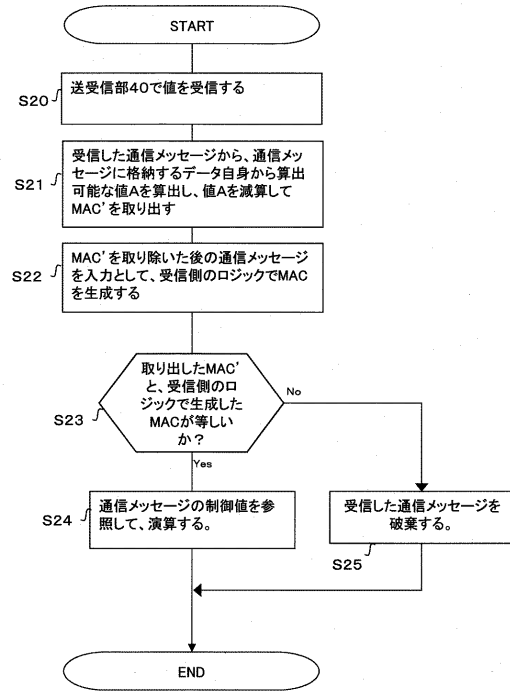 START
S20
送受信部40で値を受信する
S21
受信した通信メッセージから、通信メッ
セージに格納するデータ自身から算出
可能な値Aを算出し、値Aを減算して
MAC'を取り出す
S22
MAC'を取り除いた後の通信メッセージ
を入力として、受信側のロジックでMAC
を生成する
取り出したMAC'
と、受信側のロ
ジックで生成した
MACが等しい
か?
S23
No
Yes
S24
通信メッセージの制御値を参
照して、演算する。
受信した通信メッセージを
破棄する。
S25
END